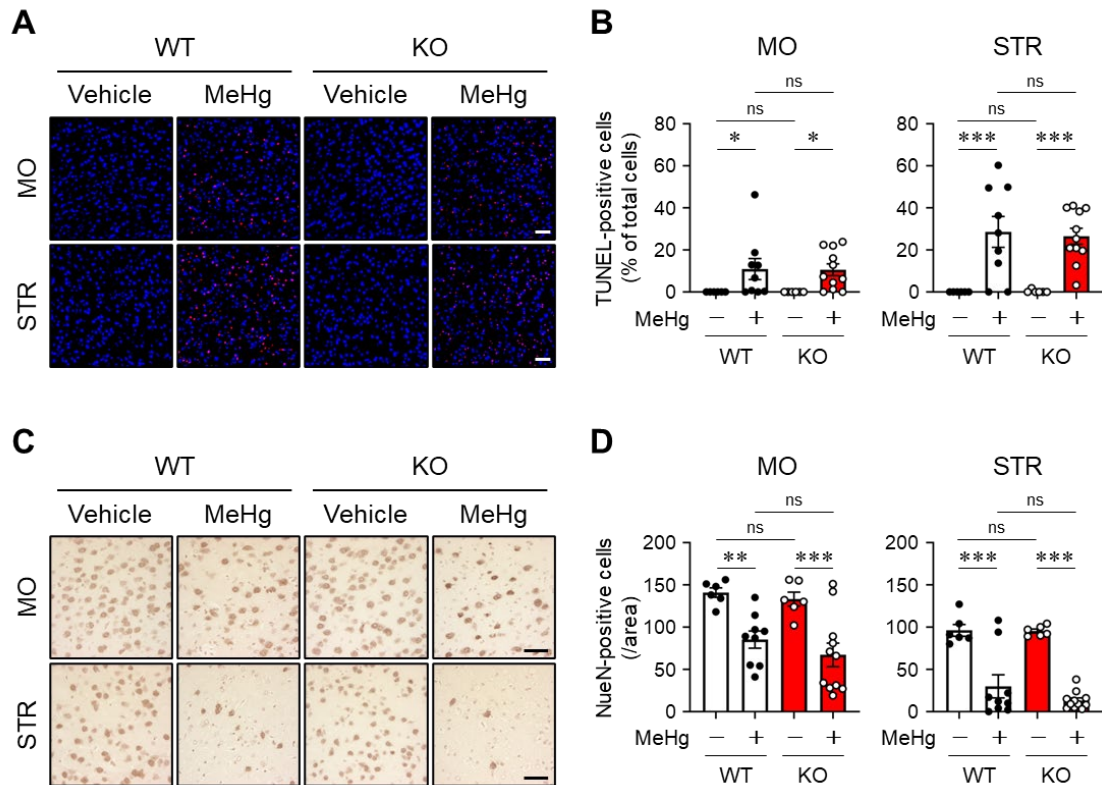 A
WT KO
Vehicle MeHg Vehicle MeHg
MO
STR
B
MO STR
ns ns
ns ns
* * *** ***
TUNEL-positive cells
(% of total cells)
80 80
60 60
40 40
20 20
0 0
MeHg — + — + MeHg — + — +
WT KO WT KO
C
WT KO
Vehicle MeHg Vehicle MeHg
MO
STR
D
MO STR
ns ns
ns ns
** *** *** ***
NueN-positive cells
(/area)
200 200
150 150
100 100
50 50
0 0
MeHg — + — + MeHg — + — +
WT KO WT KO